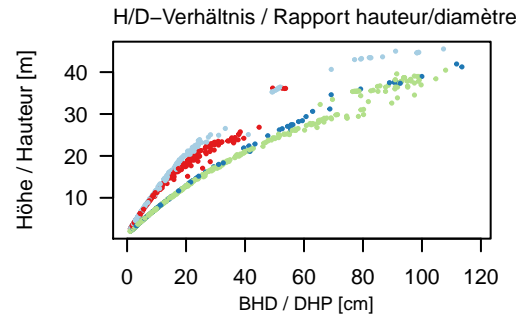 H/D−Verhältnis / Rapport hauteur/diamètre
Höhe / Hauteur [m]
40
30
20
10
0 20 40 60 80 100 120
BHD / DHP [cm]